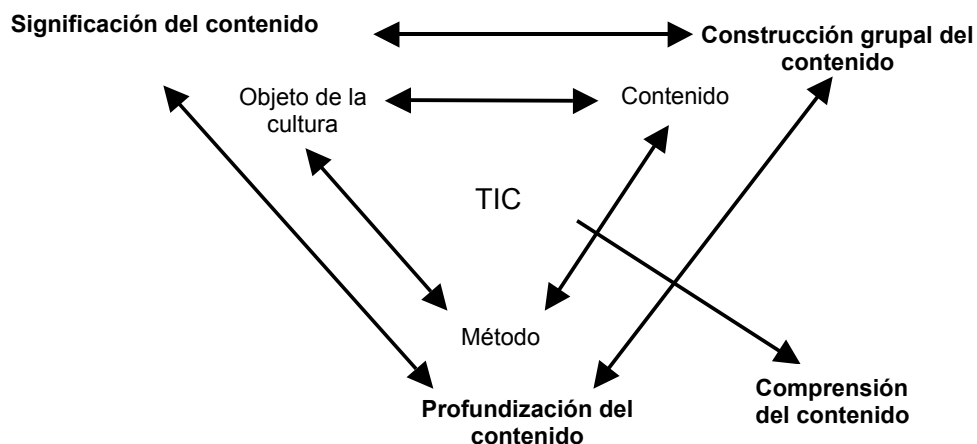 Significación del contenido
Construcción grupal del
contenido
Objeto de la
cultura
Contenido
TIC
Método
Profundización del
contenido
Comprensión
del contenido